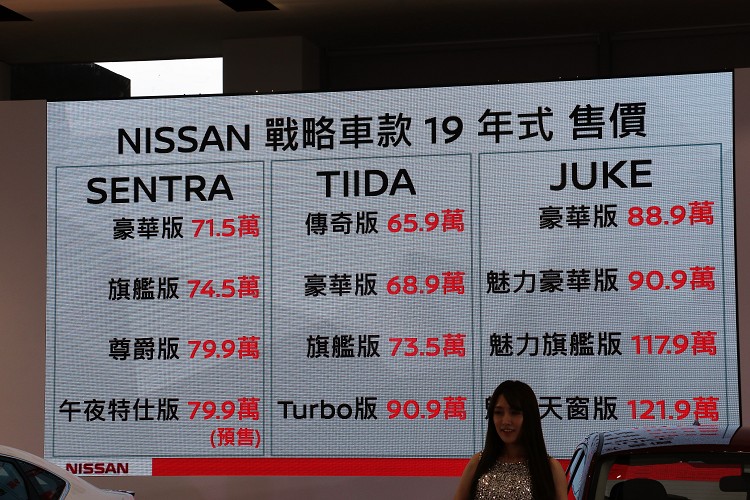 NISSAN 戰略車款 19 年式 售價
SENTRA
豪華版 71.5萬
旗艦版 74.5萬
尊爵版 79.9萬
午夜特仕版 79.9萬
(預售)
TIIDA
傳奇版 65.9萬
豪華版 68.9萬
旗艦版 73.5萬
Turbo版 90.9萬
JUKE
豪華版 88.9萬
魅力豪華版 90.9萬
魅力旗艦版 117.9萬
天窗版 121.9萬
NISSAN